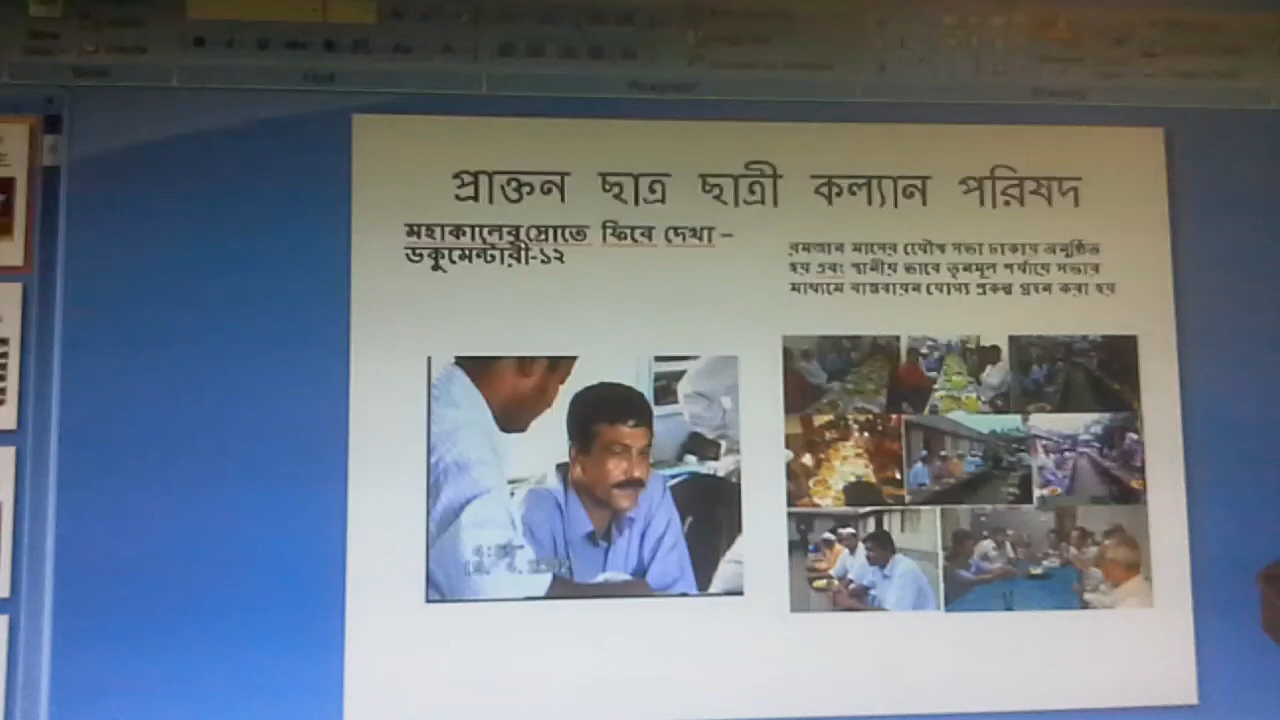 প্রাক্তন ছাত্র ছাত্রী কল্যান পরিষদ
মহাকালের স্রোতে ফিরে দেখা –
ডকুমেন্টারী-১২
রমজান মাসের যৌথ সভা ঢাকায় অনুষ্ঠিত
হয় এবং স্থানীয় ভাবে তৃনমূল পর্যায়ে সভার
মাধ্যমে বাস্তবায়ন যোগ্য প্রকল্প গ্রহন করা হয়